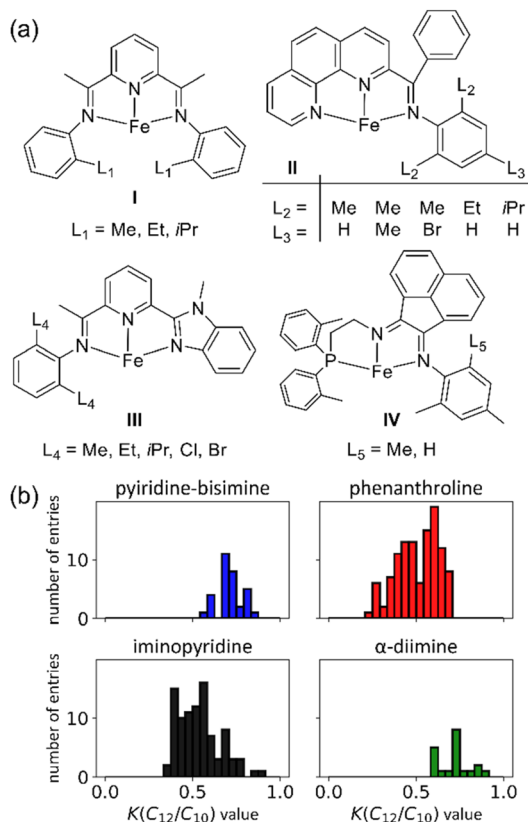 (a)
N
N
Fe
N
L1
L1
I
L1 = Me, Et, iPr
N
N
Fe
N
L2
L2
L3
II
L2 = Me Me Me Et iPr
L3 = H Me Br H H
L4
N
N
Fe
N
N
L4
III
L4 = Me, Et, iPr, Cl, Br
N
P
Fe
N
L5
IV
L5 = Me, H
(b)
pyiridine-bisimine
phenanthroline
number of entries
10
0
iminopyridine
α-diimine
number of entries
10
0
0.0 0.5 1.0
K(C12/C10) value
0.0 0.5 1.0
K(C12/C10) value